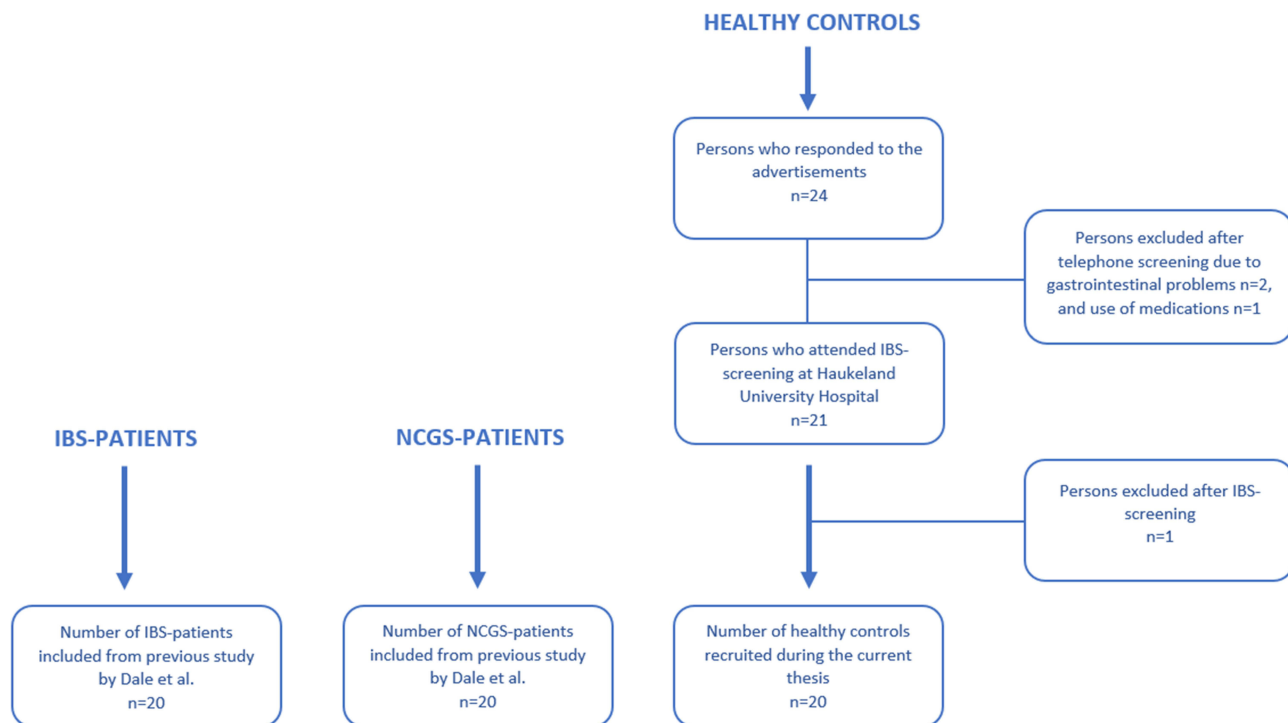 HEALTHY CONTROLS
Persons who responded to the
advertisements
n=24
Persons excluded after
telephone screening due to
gastrointestinal problems n=2,
and use of medications n=1
Persons who attended IBS-
screening at Haukeland
University Hospital
n=21
IBS-PATIENTS
NCGS-PATIENTS
Persons excluded after IBS-
screening
n=1
Number of IBS-patients
included from previous study
by Dale et al.
n=20
Number of NCGS-patients
included from previous study
by Dale et al.
n=20
Number of healthy controls
recruited during the current
thesis
n=20